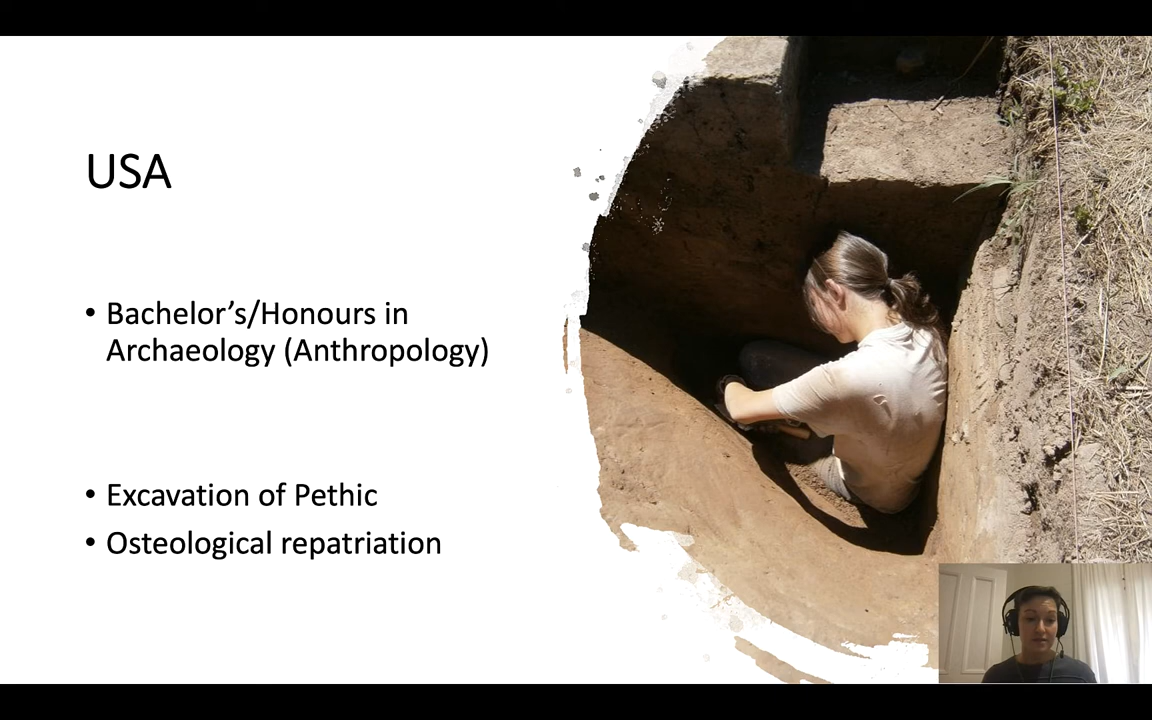 USA
• Bachelor’s/Honours in
Archaeology (Anthropology)
• Excavation of Pethic
• Osteological repatriation